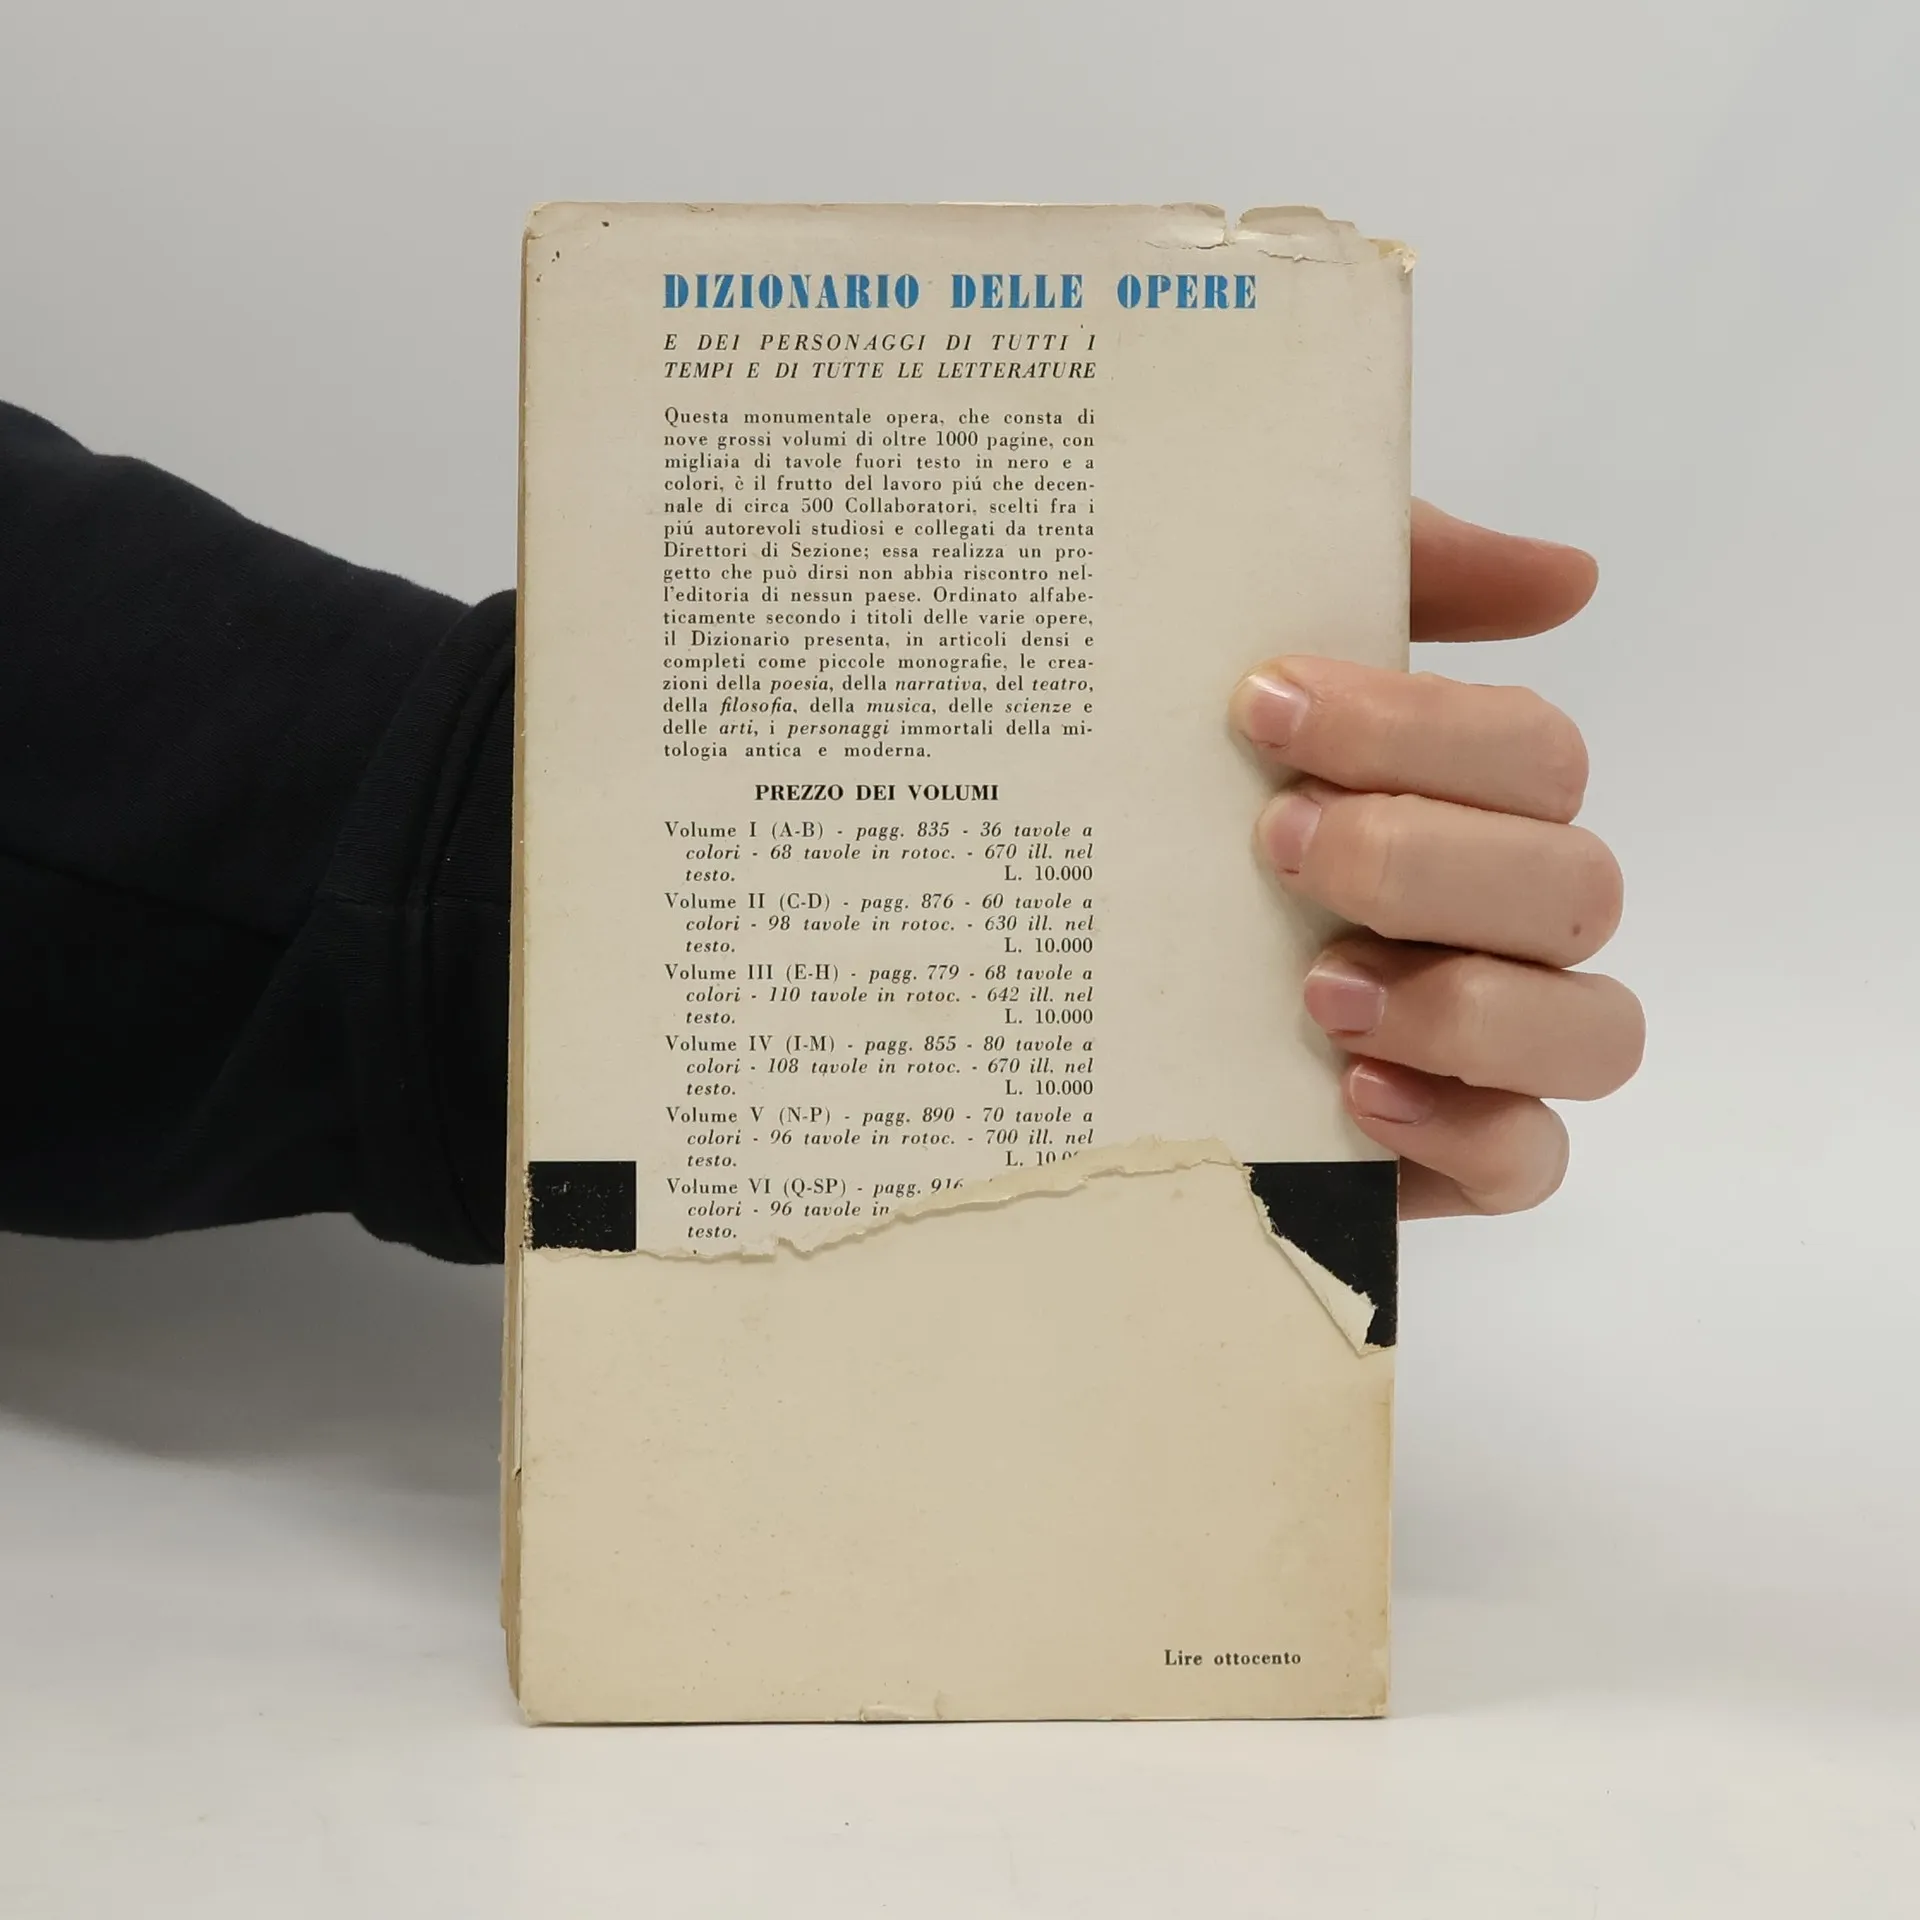 DIZIONARIO DELLE OPERE
E DEI PERSONAGGI DI TUTTI I
TEMPI E DI TUTTE LE LETTERATURE
Questa monumentale opera, che consta di
nove grossi volumi di oltre 1000 pagine, con
migliaia di tavole fuori testo in nero e a
colori, è il frutto del lavoro piú che decen-
nale di circa 500 Collaboratori, scelti fra i
piú autorevoli studiosi e collegati da trenta
Direttori di Sezione; essa realizza un pro-
getto che può dirsi non abbia riscontro nel-
l'editoria di nessun paese. Ordinato alfabe-
ticamente secondo i titoli delle varie opere,
il Dizionario presenta, in articoli densi e
completi come piccole monografie, le crea-
zioni della poesia, della narrativa, del teatro,
della filosofia, della musica, delle scienze e
delle arti, i personaggi immortali della mi-
tologia antica e moderna.
PREZZO DEI VOLUMI
Volume I (A-B) - pagg. 835 - 36 tavole a
colori - 68 tavole in rotoc. - 670 ill. nel
testo. L. 10.000
Volume II (C-D) - pagg. 876 - 60 tavole a
colori - 98 tavole in rotoc. - 630 ill. nel
testo. L. 10.000
Volume III (E-H) - pagg. 779 - 68 tavole a
colori - 110 tavole in rotoc. - 642 ill. nel
testo. L. 10.000
Volume IV (I-M) - pagg. 855 - 80 tavole a
colori - 108 tavole in rotoc. - 670 ill. nel
testo. L. 10.000
Volume V (N-P) - pagg. 890 - 70 tavole a
colori - 96 tavole in rotoc. - 700 ill. nel
testo. L.
Volume VI (Q-SP) - pagg.
colori - 96 tavole in
testo.
Lire ottocento